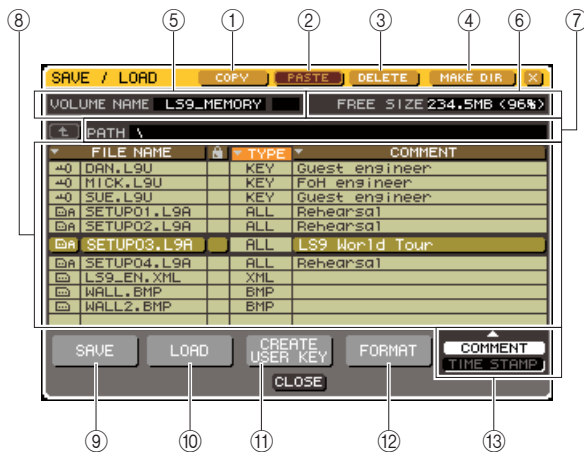 ⑧ ⑤ ① ② ③ ④ ⑥ ⑦
SAVE / LOAD COPY PASTE DELETE MAKE DIR X
VOLUME NAME LS9_MEMORY FREE SIZE 234.5MB (96%)
PATH \
FILE NAME TYPE COMMENT
DAN.L9U KEY Guest engineer
MICK.L9U KEY FoH engineer
SUE.L9U KEY Guest engineer
SETUP01.L9A ALL Rehearsal
SETUP02.L9A ALL Rehearsal
SETUP03.L9A ALL LS9 World Tour
SETUP04.L9A ALL Rehearsal
LS9_EN.XML XML
WALL.BMP BMP
WALL2.BMP BMP
SAVE LOAD CREATE USER KEY FORMAT COMMENT
TIME STAMP
CLOSE
⑨ ⑩ ⑪ ⑫ ⑬